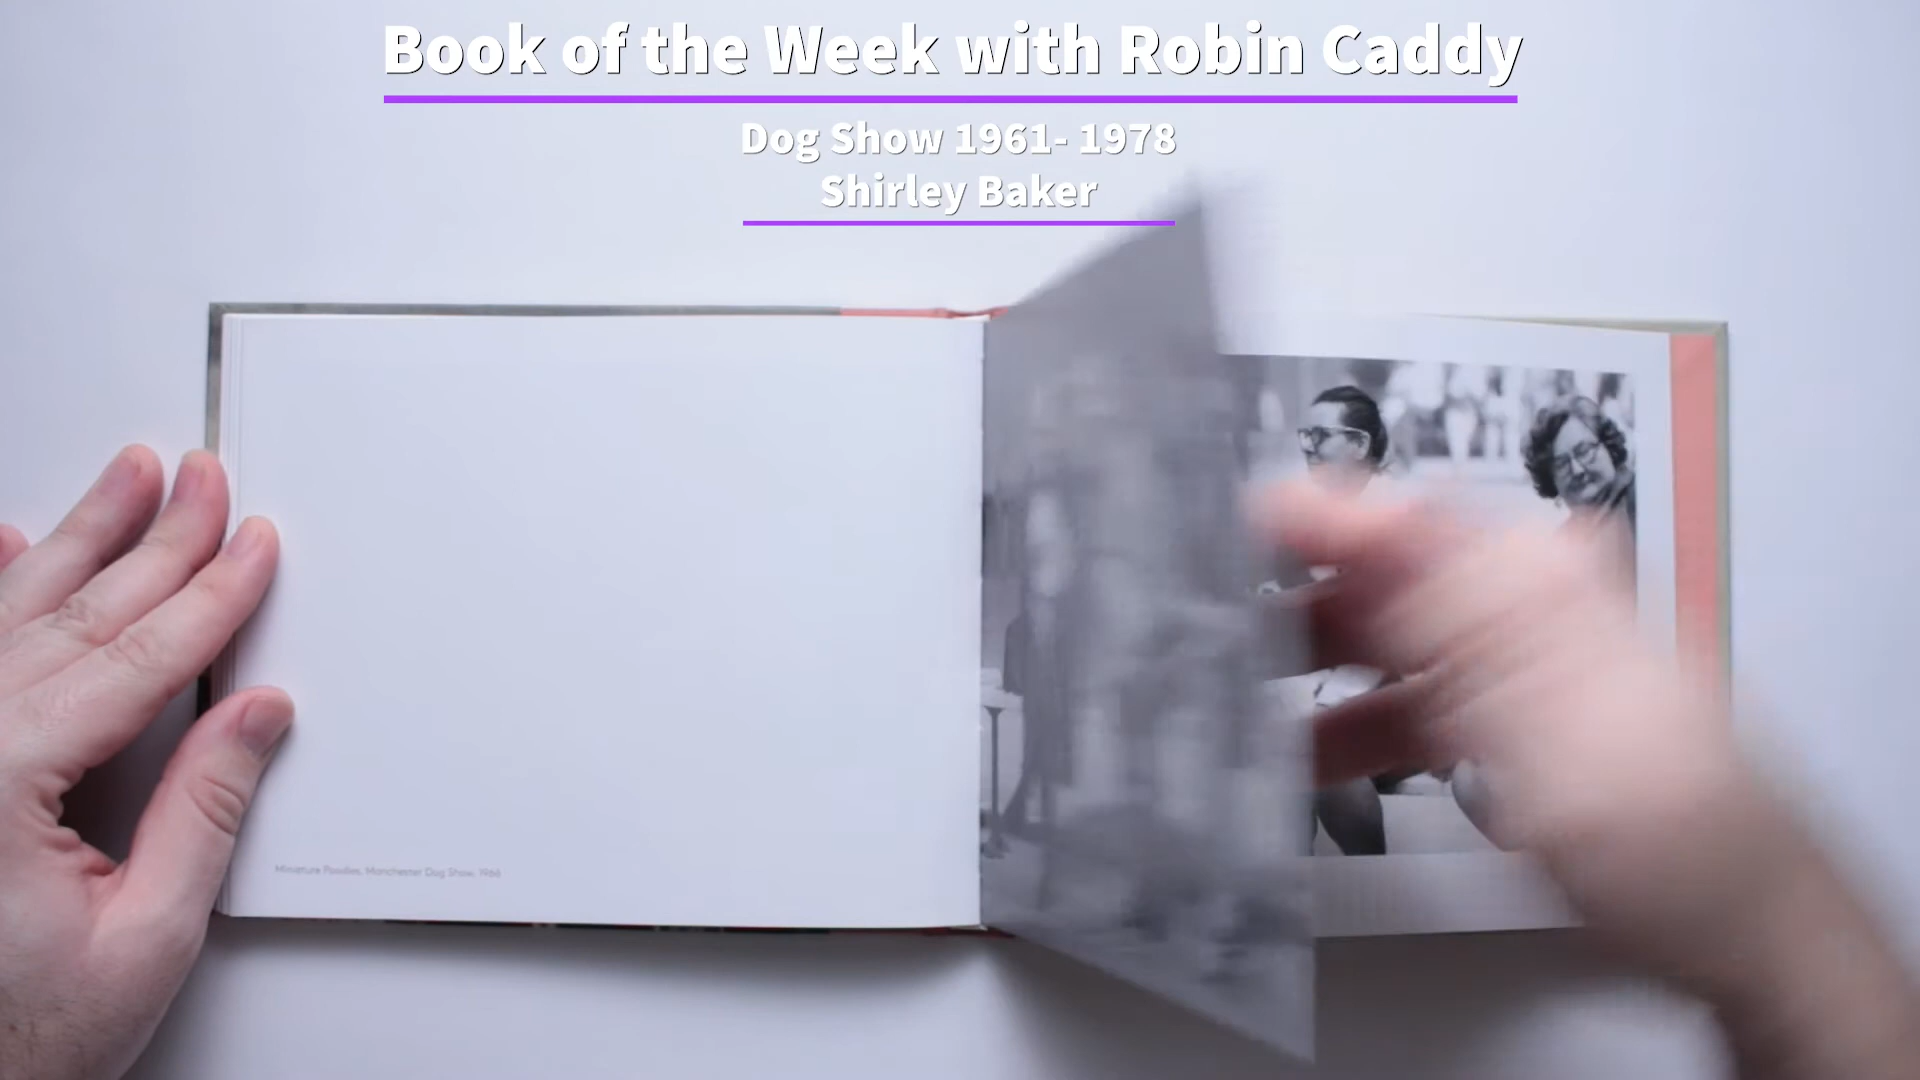 Book of the Week with Robin Caddy
Dog Show 1961- 1978
Shirley Baker
Miniature Poodles, Manchester Dog Show, 1966